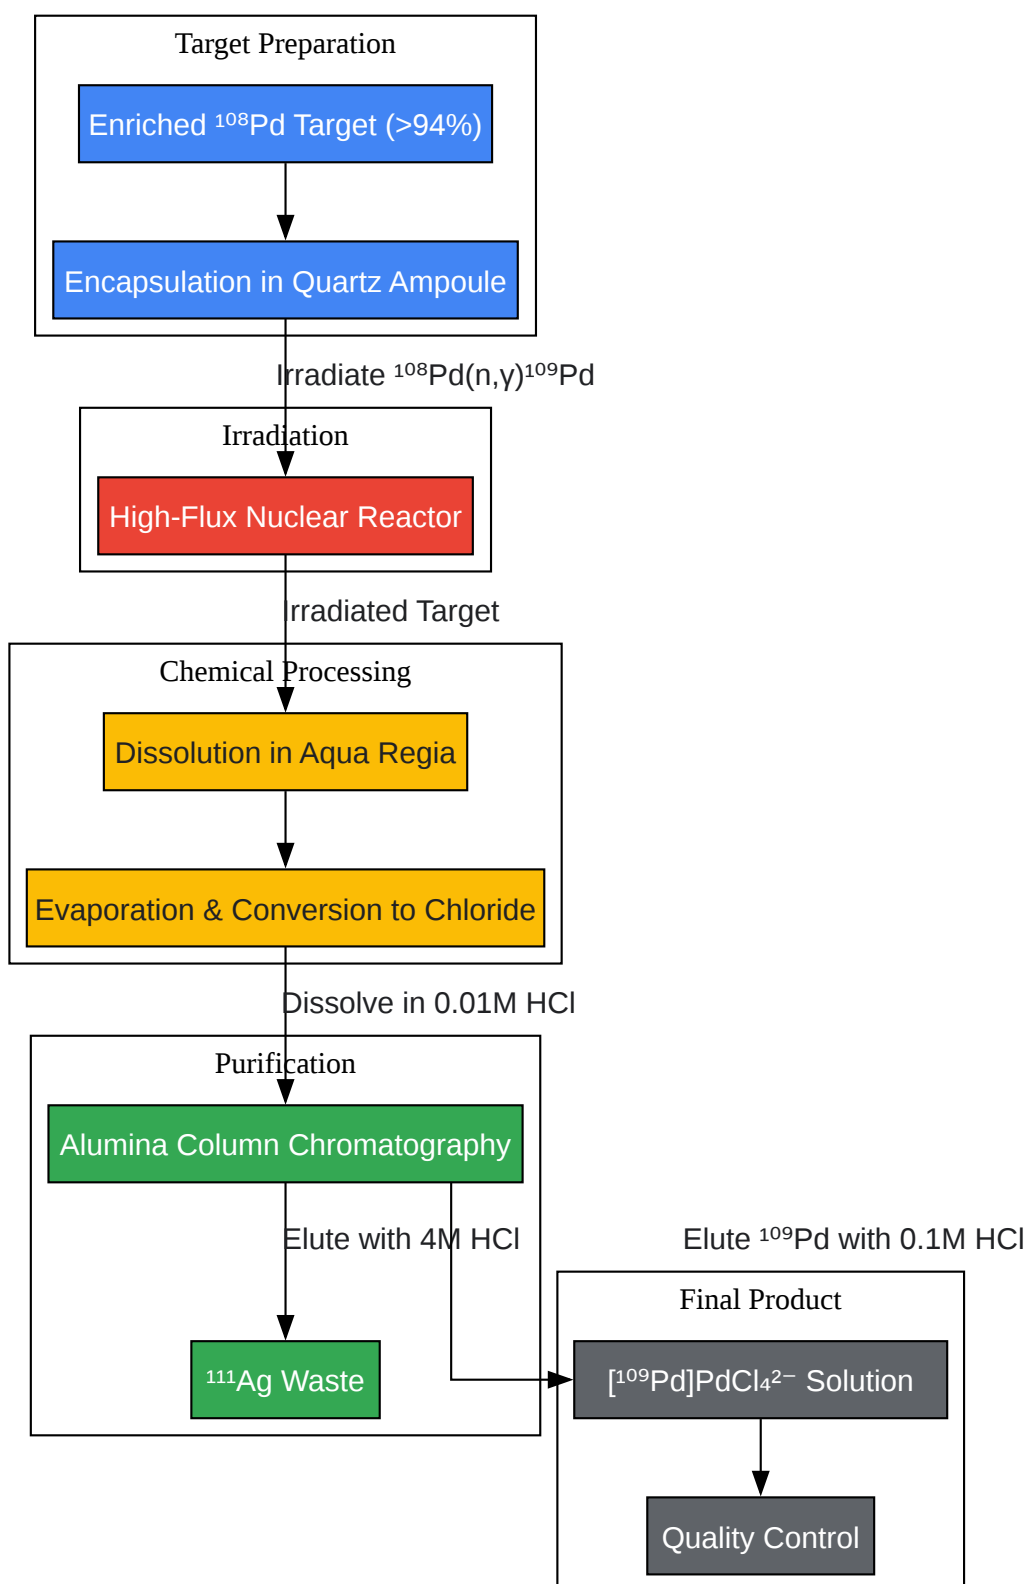 Target Preparation
Enriched ¹⁰⁸Pd Target (>94%)
Encapsulation in Quartz Ampoule
Irradiate ¹⁰⁸Pd(n,γ)¹⁰⁹Pd
Irradiation
High-Flux Nuclear Reactor
Irradiated Target
Chemical Processing
Dissolution in Aqua Regia
Evaporation & Conversion to Chloride
Dissolve in 0.01M HCl
Purification
Alumina Column Chromatography
Elute with 4M HCl
Elute ¹⁰⁹Pd with 0.1M HCl
¹¹¹Ag Waste
Final Product
[¹⁰⁹Pd]PdCl₄²⁻ Solution
Quality Control